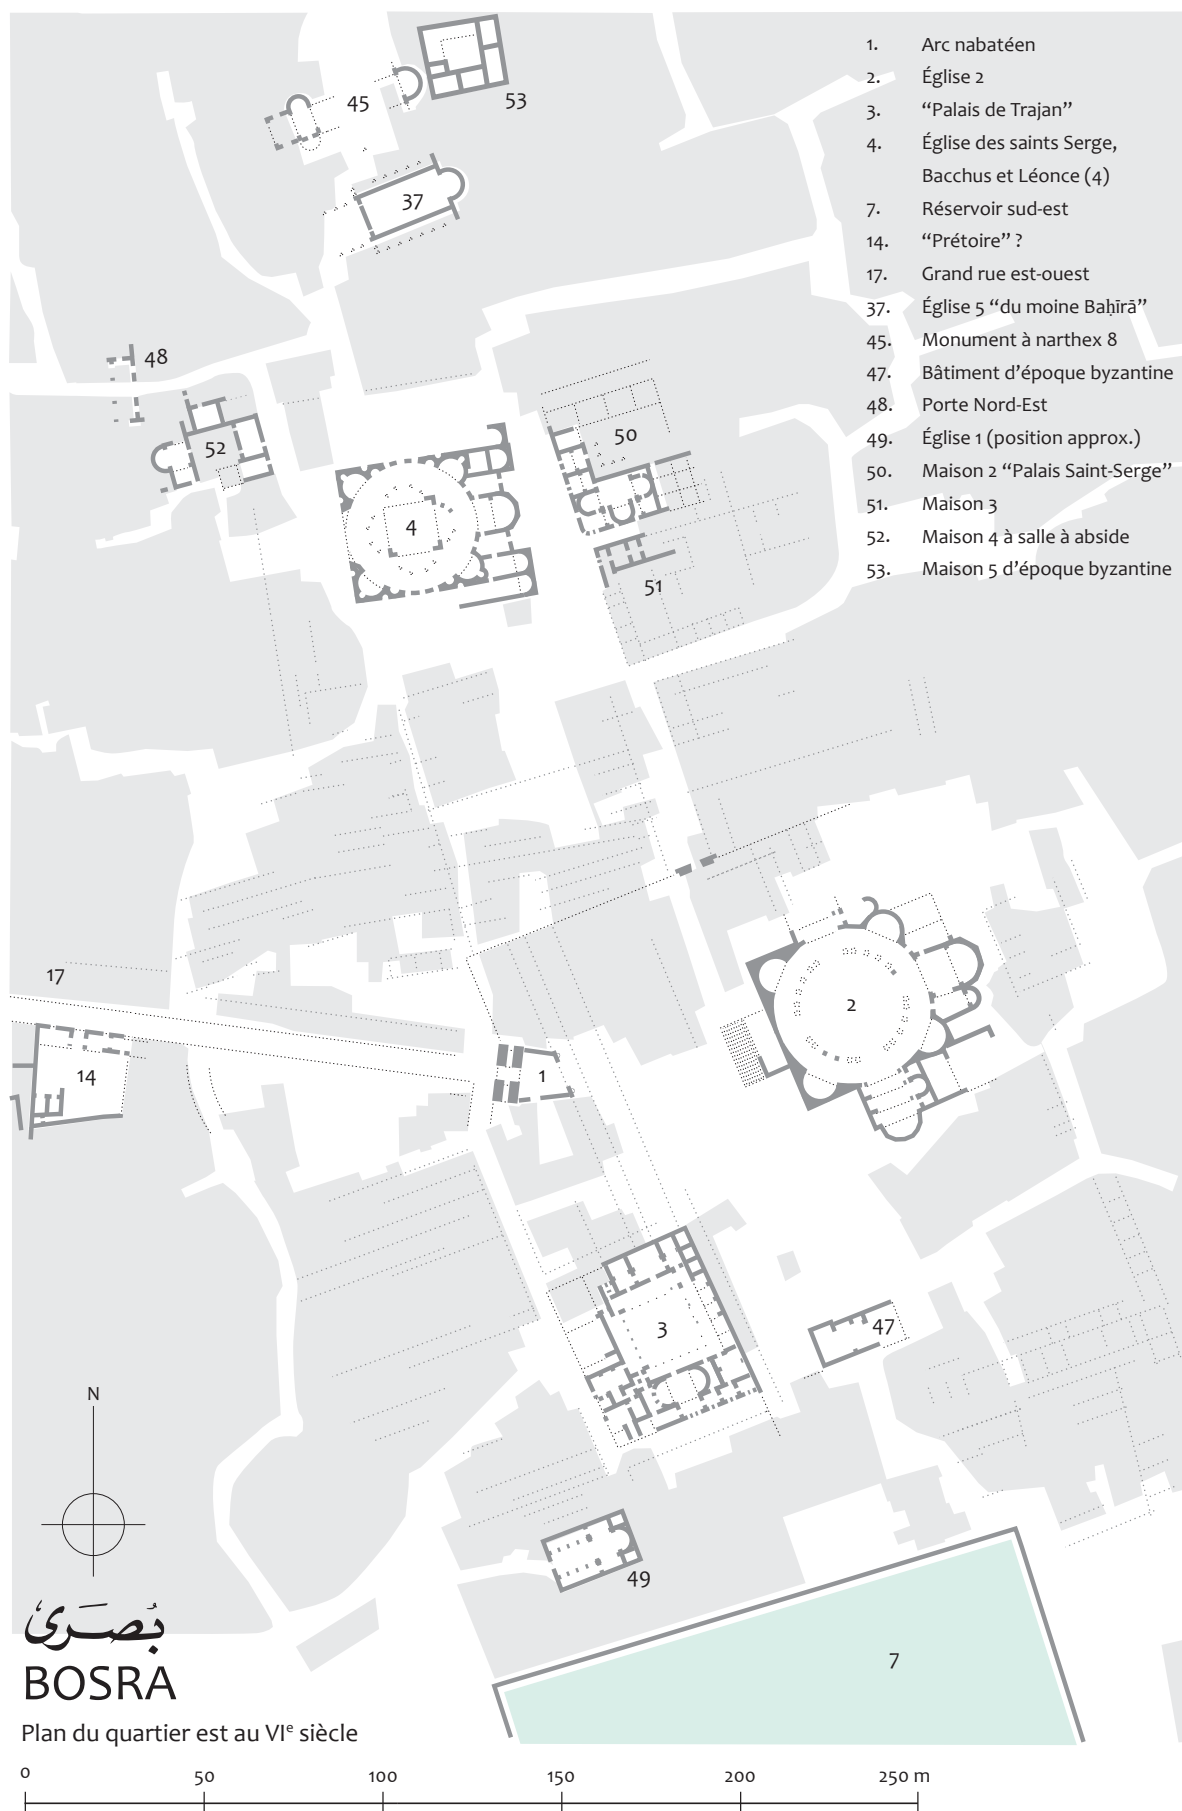 1. Arc nabatéen
2. Église 2
3. “Palais de Trajan”
4. Église des saints Serge,
Bacchus et Léonce (4)
7. Réservoir sud-est
14. “Prétoire” ?
17. Grand rue est-ouest
37. Église 5 “du moine Baḥīrā”
45. Monument à narthex 8
47. Bâtiment d’époque byzantine
48. Porte Nord-Est
49. Église 1 (position approx.)
50. Maison 2 “Palais Saint-Serge”
51. Maison 3
52. Maison 4 à salle à abside
53. Maison 5 d’époque byzantine
45
53
37
48
52
50
4
51
17
2
14
1
3
47
N
49
7
بُصَرَى
BOSRA
Plan du quartier est au VIe siècle
0 50 100 150 200 250 m